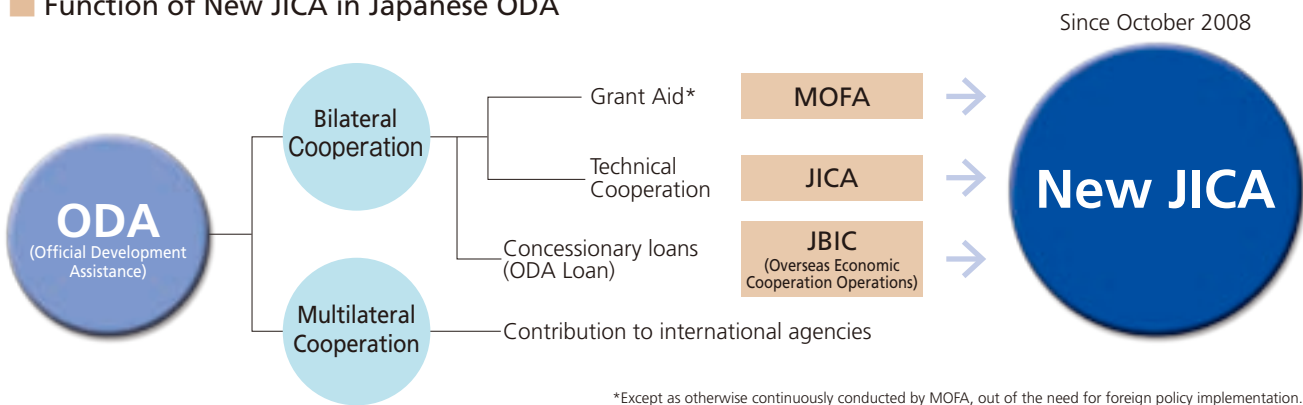 Function of New JICA in Japanese ODA
Since October 2008
ODA
(Official Development
Assistance)
Bilateral
Cooperation
Multilateral
Cooperation
Grant Aid*
Technical
Cooperation
Concessionary loans
(ODA Loan)
Contribution to international agencies
MOFA
JICA
JBIC
(Overseas Economic
Cooperation Operations)
New JICA
*Except as otherwise continuously conducted by MOFA, out of the need for foreign policy implementation.